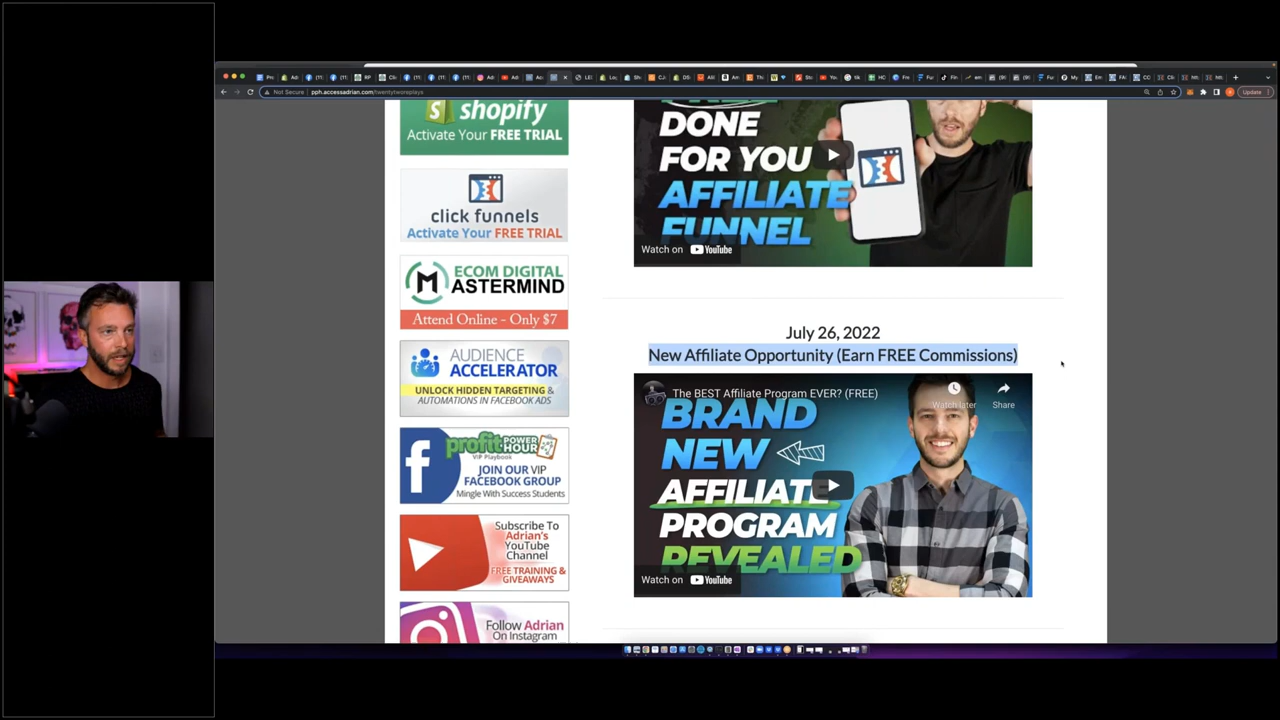 Not Secure
pph.accessadrian.com/twentytworeplays
Update
shopify
Activate Your FREE TRIAL
click funnels
Activate Your FREE TRIAL
ECOM DIGITAL
ASTERMIND
Attend Online - Only $7
AUDIENCE
ACCELERATOR
UNLOCK HIDDEN TARGETING &
AUTOMATIONS IN FACEBOOK ADS
profit POWER
HOUR
VIP Playbook
JOIN OUR VIP
FACEBOOK GROUP
Mingle With Success Students
Subscribe To
Adrian's
YouTube
Channel
FREE TRAINING &
GIVEAWAYS
Follow Adrian
On Instagram
DONE
FOR YOU
AFFILIATE
FUNNEL
Watch on YouTube
July 26, 2022
New Affiliate Opportunity (Earn FREE Commissions)
The BEST Affiliate Program EVER? (FREE)
Watch later
Share
BRAND
NEW
AFFILIATE
PROGRAM
REVEALED
Watch on YouTube